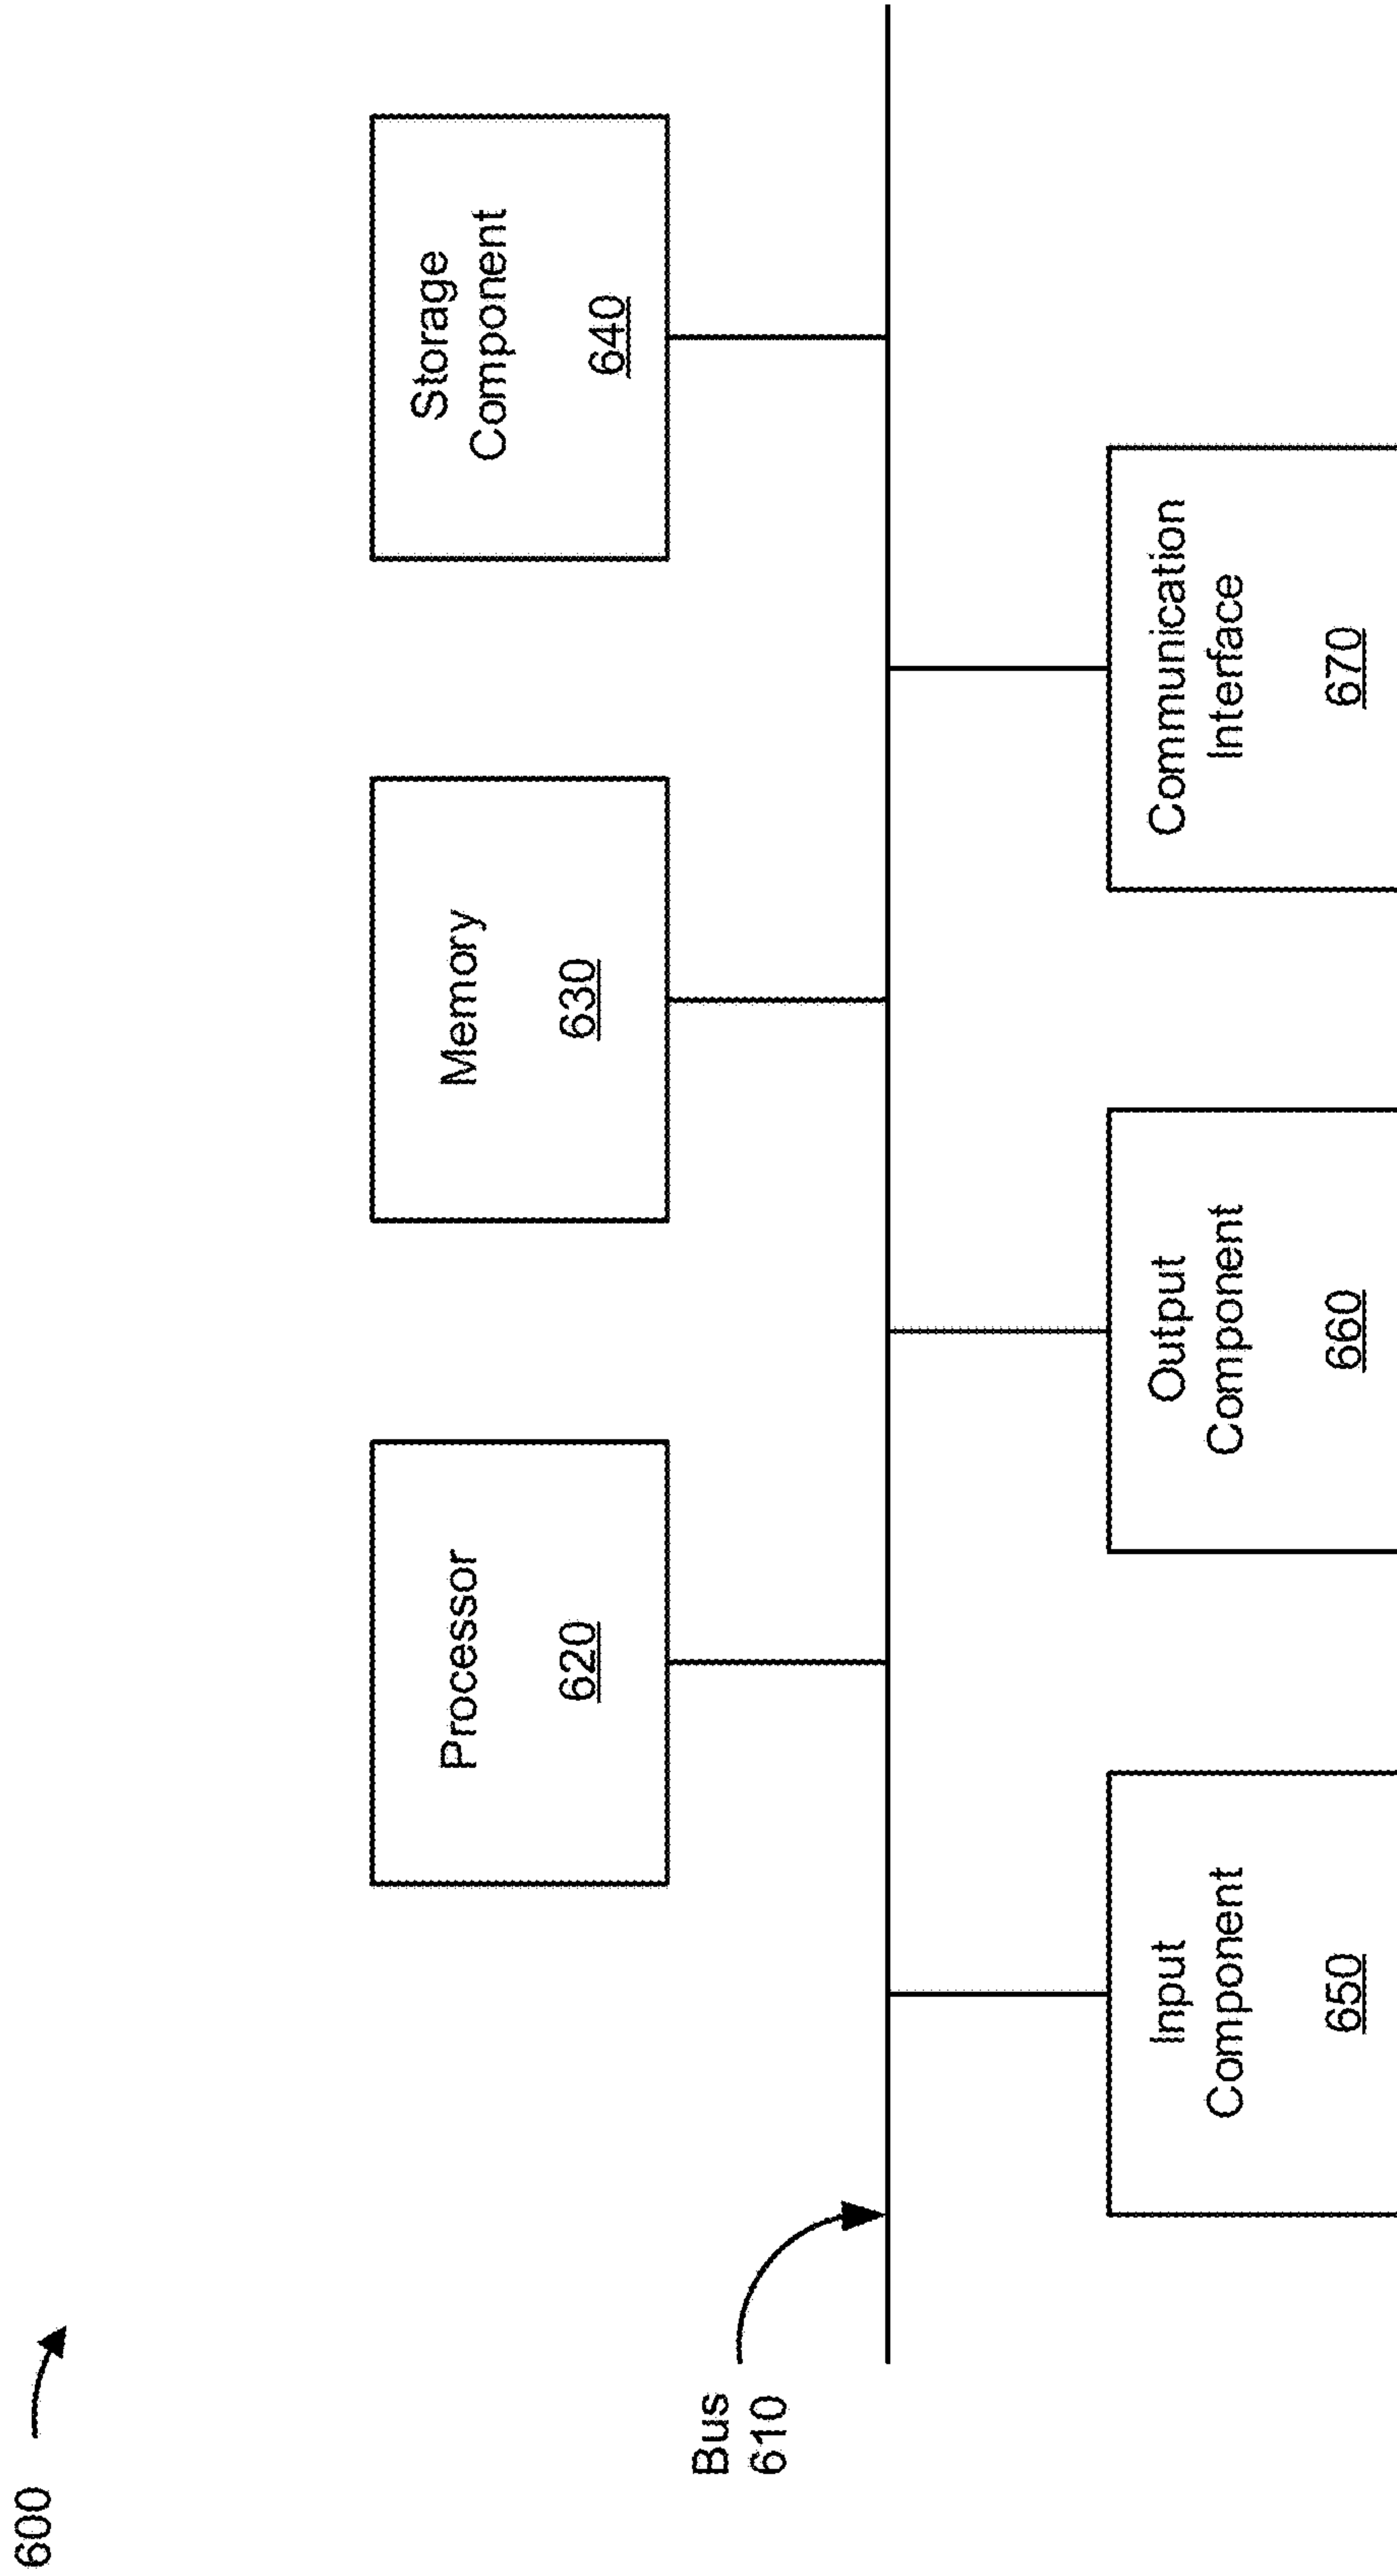 600
Processor
620
Memory
630
Storage
Component
640
Bus
610
Input
Component
650
Output
Component
660
Communication
Interface
670